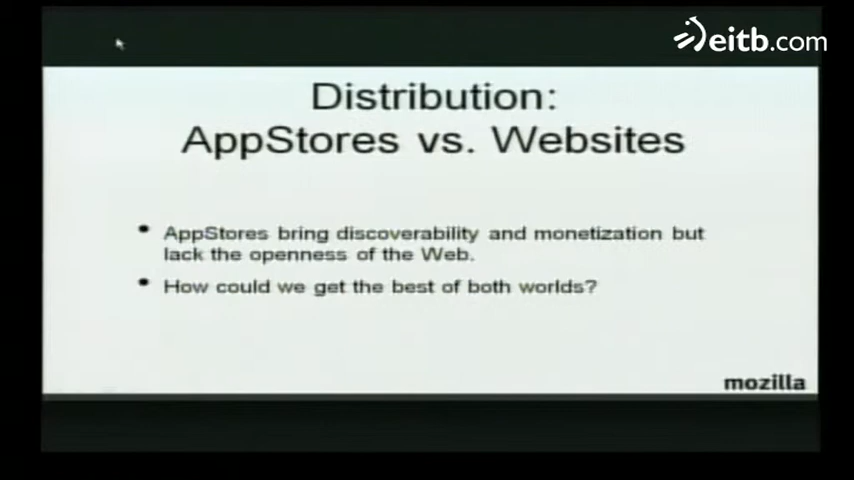 eitb.com
Distribution:
AppStores vs. Websites
• AppStores bring discoverability and monetization but
lack the openness of the Web.
• How could we get the best of both worlds?
mozilla